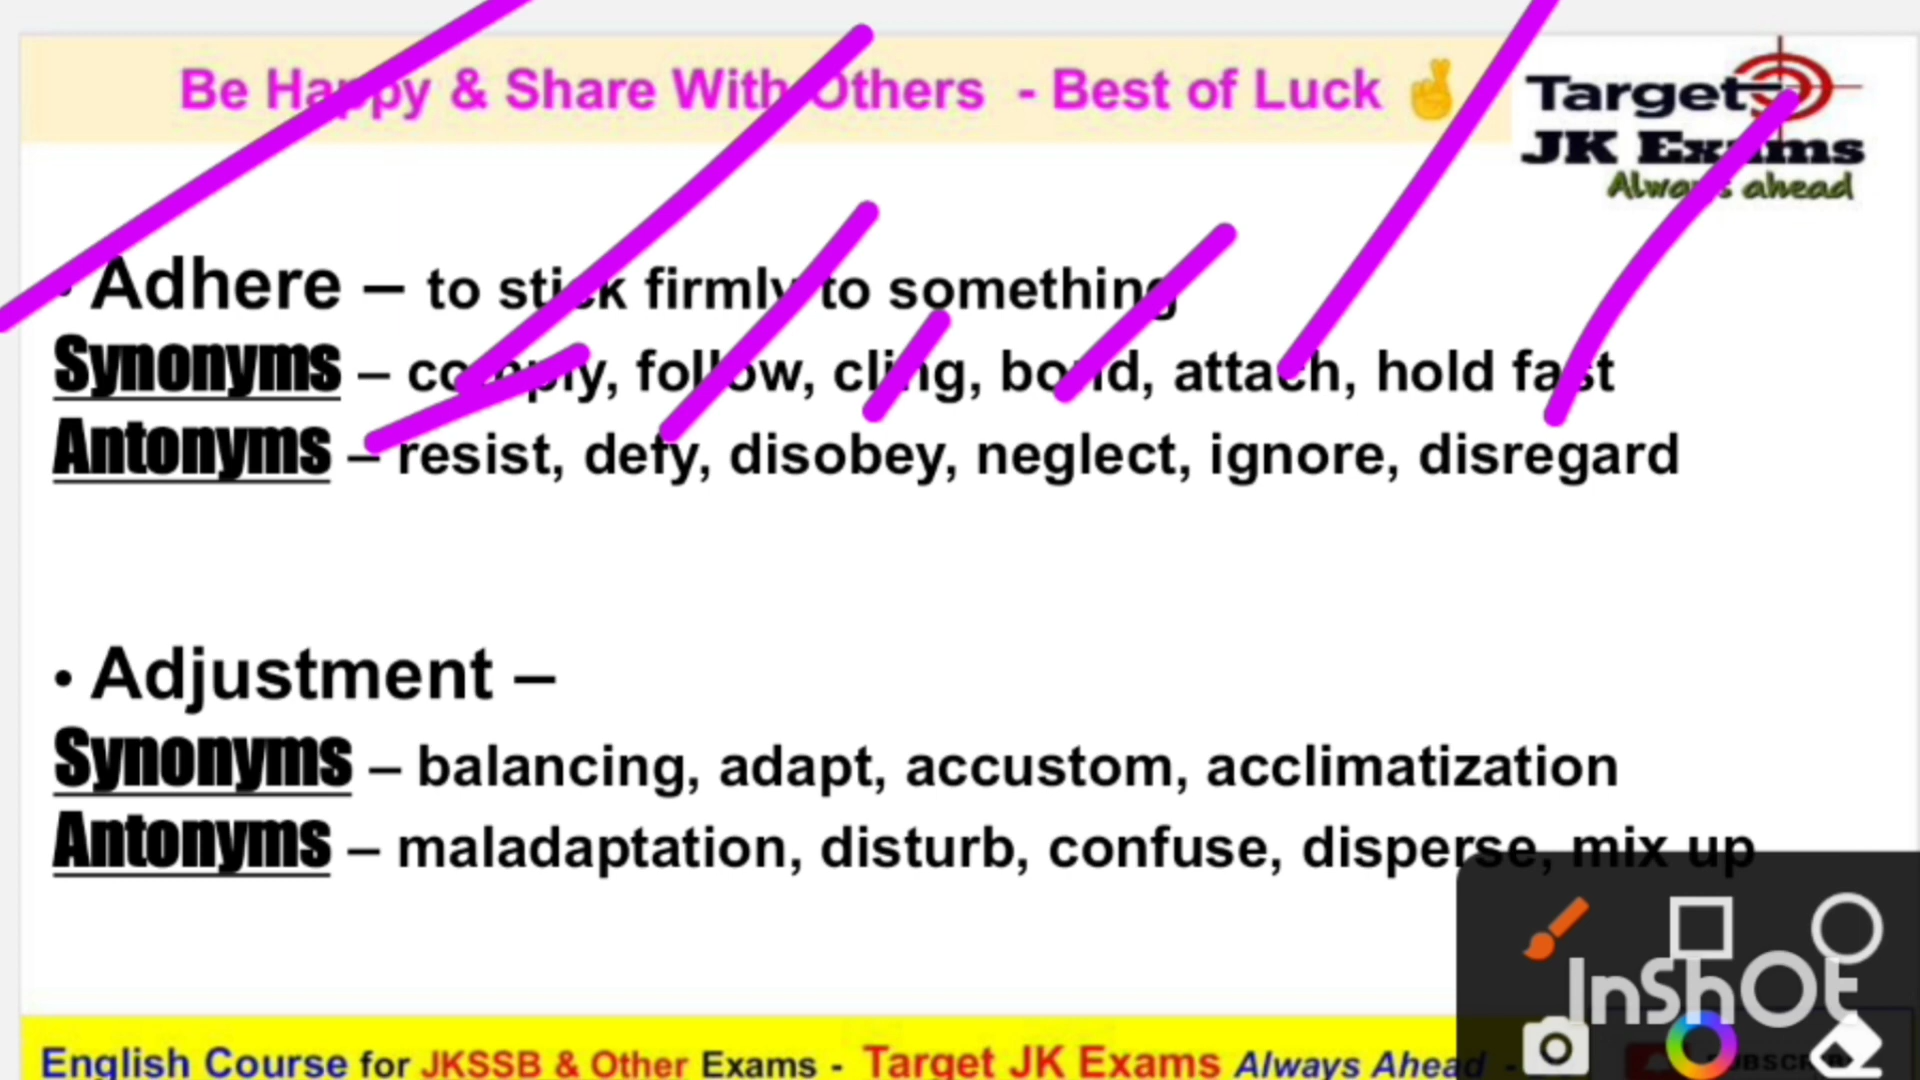 Be Happy & Share With Others - Best of Luck 🤞
Target
JK Exams
Always ahead
• Adhere – to stick firmly to something
Synonyms – comply, follow, cling, bond, attach, hold fast
Antonyms – resist, defy, disobey, neglect, ignore, disregard
• Adjustment –
Synonyms – balancing, adapt, accustom, acclimatization
Antonyms – maladaptation, disturb, confuse, disperse, mix up
InShOt
English Course for JKSSB & Other Exams - Target JK Exams Always Ahead -